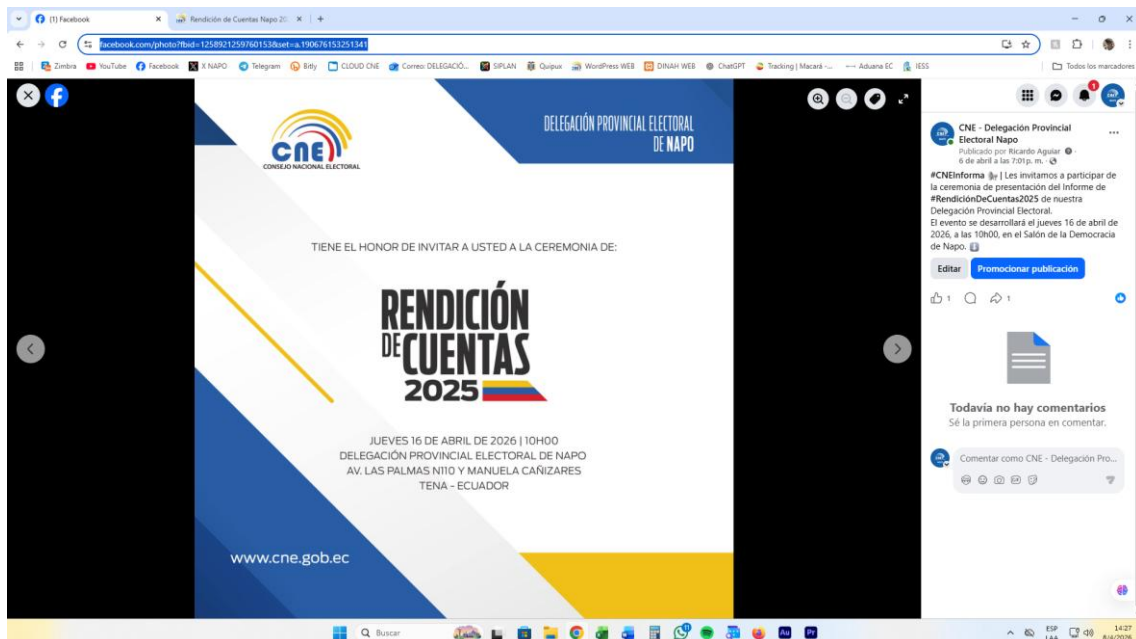 (1) Facebook
Rendición de Cuentas Napo 20
facebook.com/photo?fbid=1258921259760153&set=a.190676153251341
Zimbra
YouTube
Facebook
X NAPO
Telegram
Bitly
CLOUD CNE
Correo: DELEGACIÓ...
SIPLAN
Quipux
WordPress WEB
DINAH WEB
ChatGPT
Tracking | Macará -...
Aduana EC
IESS
Todos los marcadores
CNE
CONSEJO NACIONAL ELECTORAL
DELEGACIÓN PROVINCIAL ELECTORAL
DE NAPO
TIENE EL HONOR DE INVITAR A USTED A LA CEREMONIA DE:
RENDICIÓN
DE CUENTAS
2025
JUEVES 16 DE ABRIL DE 2026 | 10H00
DELEGACIÓN PROVINCIAL ELECTORAL DE NAPO
AV. LAS PALMAS N110 Y MANUELA CAÑIZARES
TENA - ECUADOR
www.cne.gob.ec
1
CNE - Delegación Provincial
Electoral Napo
Publicado por Ricardo Aguiar
6 de abril a las 7:01 p. m.
#CNEInforma | Les invitamos a participar de
la ceremonia de presentación del Informe de
#RendiciónDeCuentas2025 de nuestra
Delegación Provincial Electoral.
El evento se desarrollará el jueves 16 de abril de
2026, a las 10h00, en el Salón de la Democracia
de Napo.
Editar
Promocionar publicación
1
1
Todavía no hay comentarios
Sé la primera persona en comentar.
Comentar como CNE - Delegación Pro...
Buscar
Au
Pr
ESP
LAA
14:27